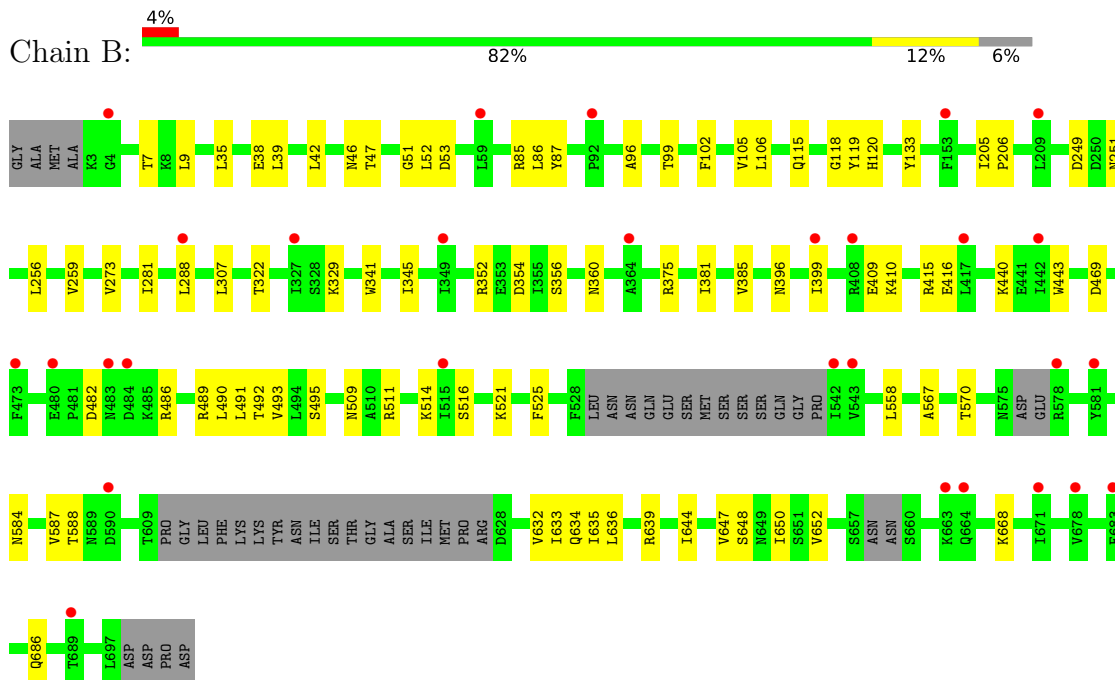 4%
Chain B:
82% 12% 6%
GLY ALA MET ALA K3 G4 T7 K8 L9 L35 E38 L39 L42 N46 T47 G51 L52 D53 L59 R85 L86 Y87 P92 A96 T99 F102 V105 L106 Q115 G118 Y119 H120 Y133 F153 I205 P206 L209 D249 D250 N251
L256 V259 V273 I281 L288 L307 T322 I327 S328 K329 W341 I345 I349 R352 E353 D354 I355 S356 N360 A364 R375 I381 V385 N396 I399 R408 E409 K410 R415 E416 L417 K440 E441 I442 W443 D469
F473 E480 P481 D482 N483 D484 K485 R486 R489 L490 L491 T492 V493 L494 S495 N509 A510 R511 K514 I515 S516 K521 F525 F528 LEU ASN ASN GLN GLU SER MET SER SER SER GLN GLY PRO I542 V543 L558 A567 T570 N575 ASP GLU R578 Y581
N584 V587 T588 N589 D590 T609 PRO GLY LEU PHE LYS LYS TYR ASN ILE SER THR GLY ALA SER ILE MET PRO ARG D628 V632 I633 Q634 I635 L636 R639 I644 V647 S648 N649 I650 S651 V652 S657 ASN ASN S660 K663 Q664 K668 I671 V678 E683
Q686 T689 L697 ASP ASP PRO ASP